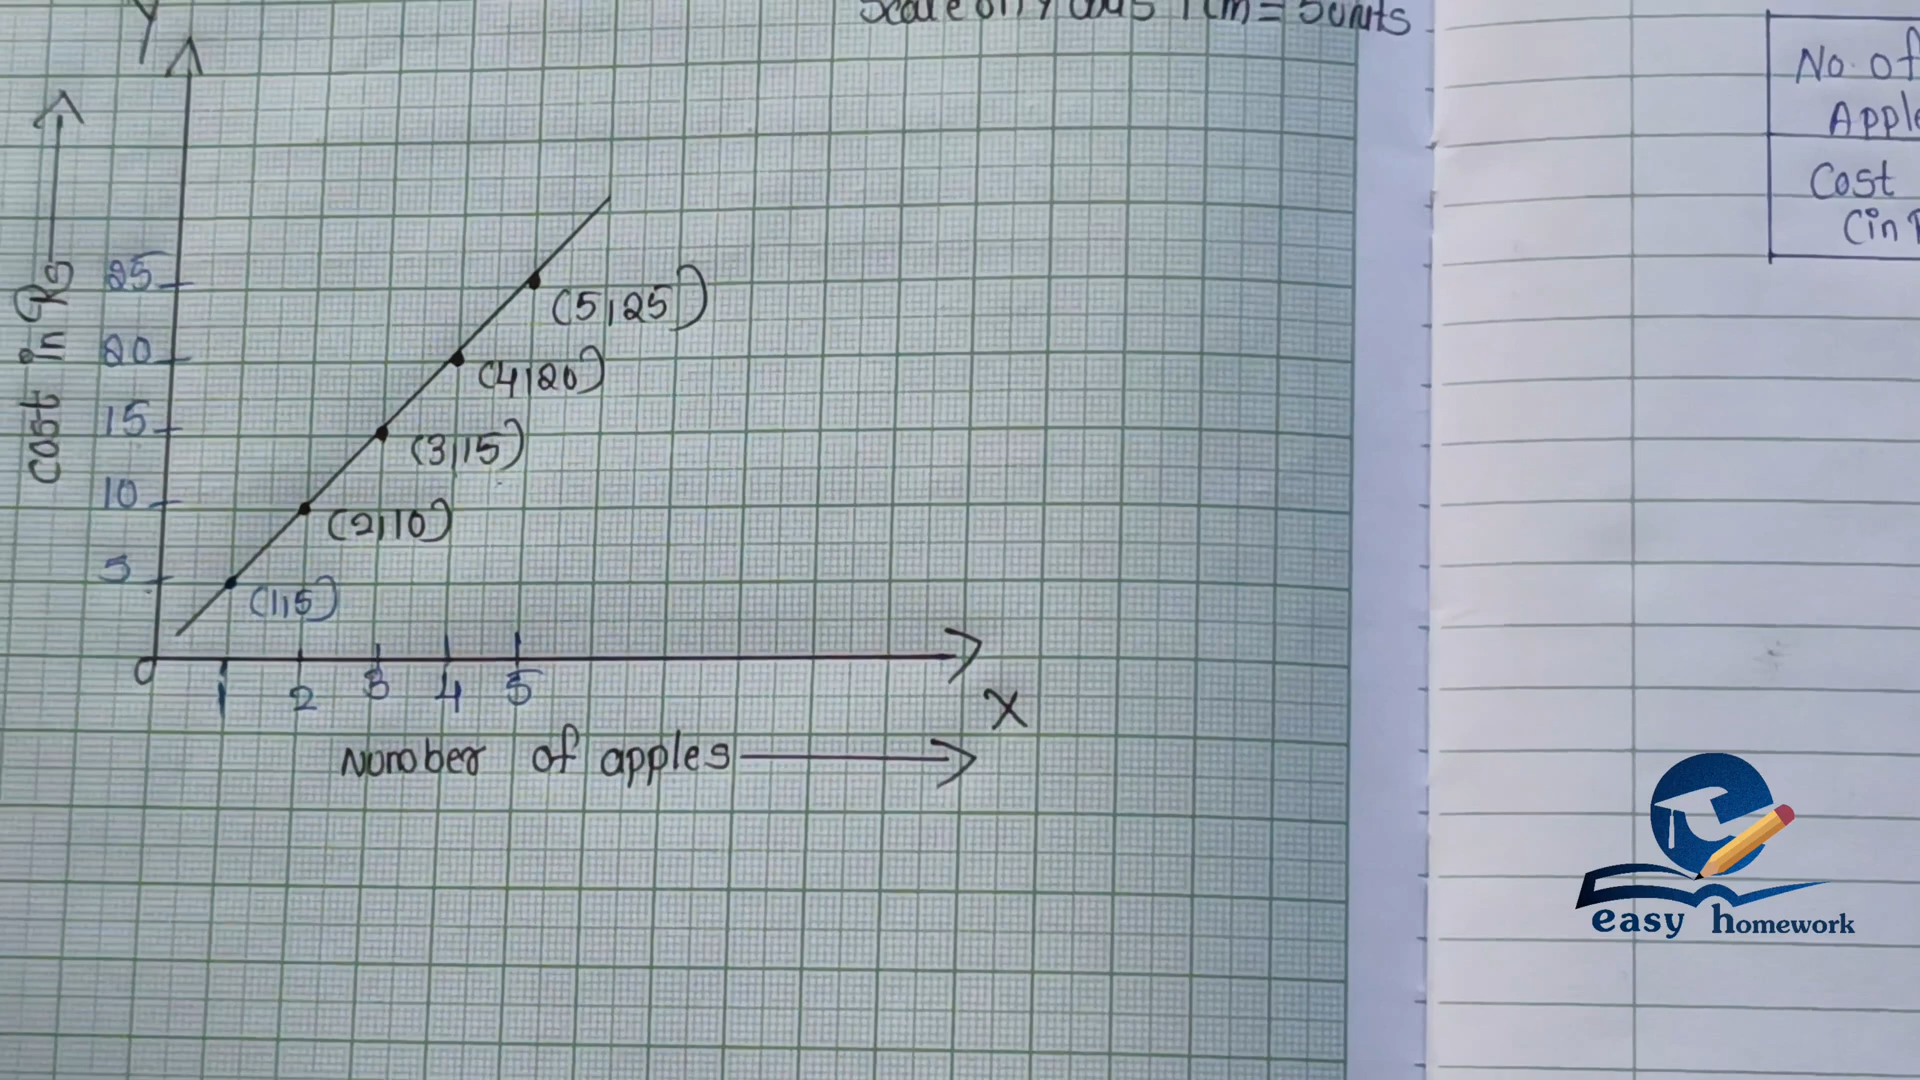 Y
Scale on Y axis 1cm = 5units
Cost in Rs
25
20
15
10
5
0
(5,25)
(4,20)
(3,15)
(2,10)
(1,5)
1 2 3 4 5
X
Number of apples
No. of
Apple
Cost
(in
easy homework